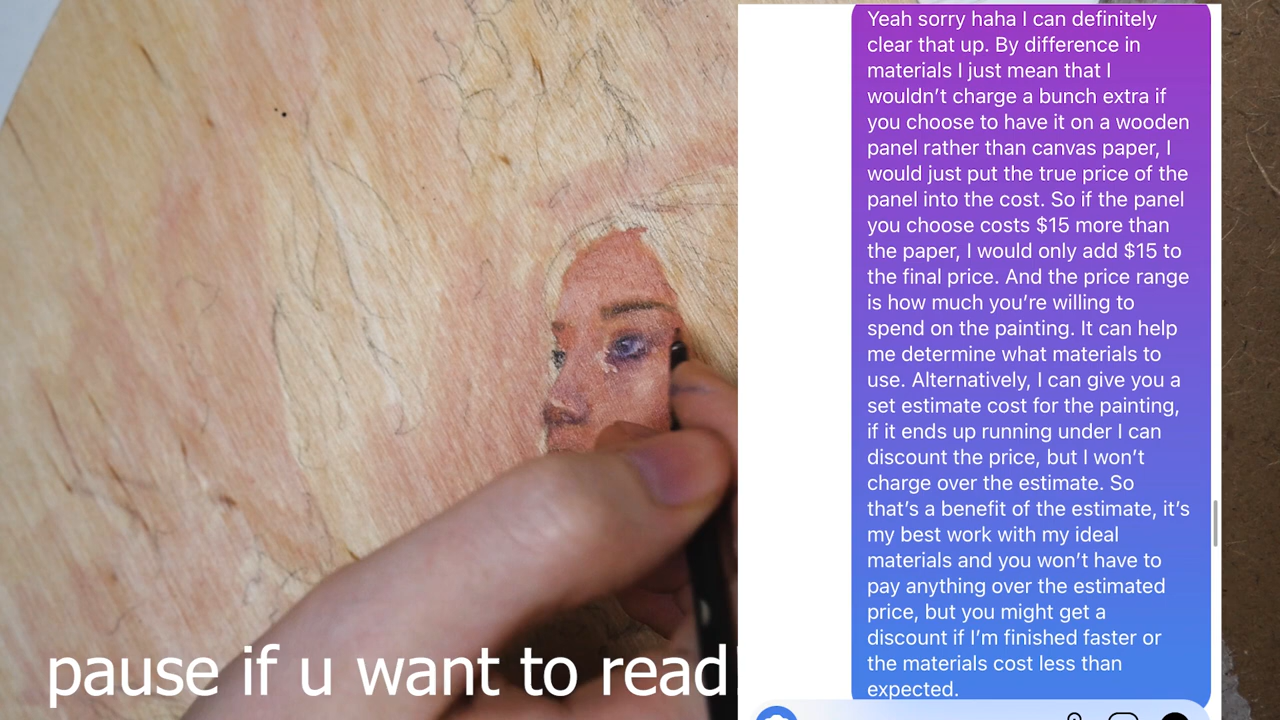 Yeah sorry haha I can definitely
clear that up. By difference in
materials I just mean that I
wouldn’t charge a bunch extra if
you choose to have it on a wooden
panel rather than canvas paper, I
would just put the true price of the
panel into the cost. So if the panel
you choose costs $15 more than
the paper, I would only add $15 to
the final price. And the price range
is how much you’re willing to
spend on the painting. It can help
me determine what materials to
use. Alternatively, I can give you a
set estimate cost for the painting,
if it ends up running under I can
discount the price, but I won’t
charge over the estimate. So
that’s a benefit of the estimate, it’s
my best work with my ideal
materials and you won’t have to
pay anything over the estimated
price, but you might get a
discount if I’m finished faster or
the materials cost less than
expected.
pause if u want to read